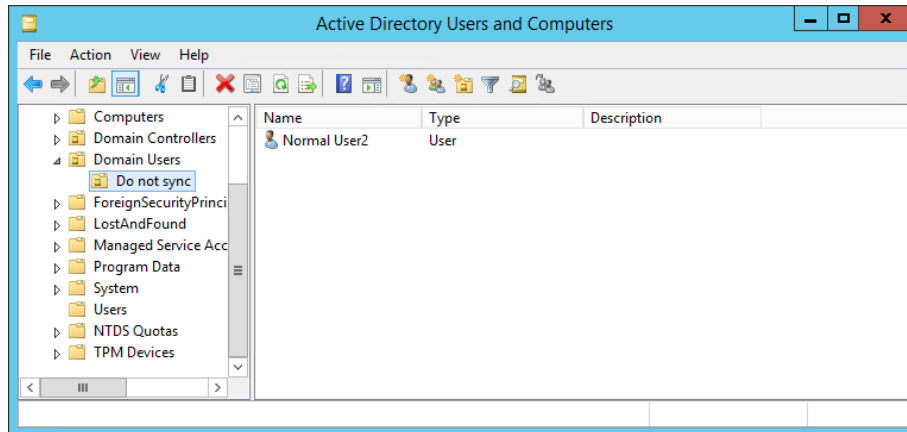 Active Directory Users and Computers
File Action View Help
Computers
Domain Controllers
Domain Users
Do not sync
ForeignSecurityPrinci
LostAndFound
Managed Service Acc
Program Data
System
Users
NTDS Quotas
TPM Devices
Name Type Description
Normal User2 User